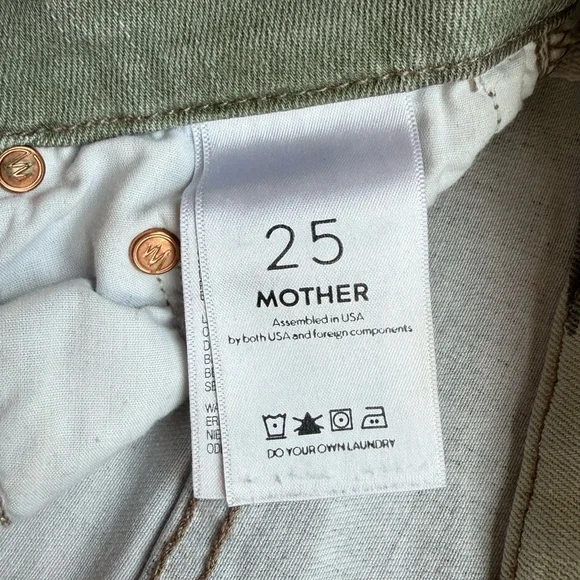 25
MOTHER
Assembled in USA
by both USA and foreign components
DO YOUR OWN LAUNDRY